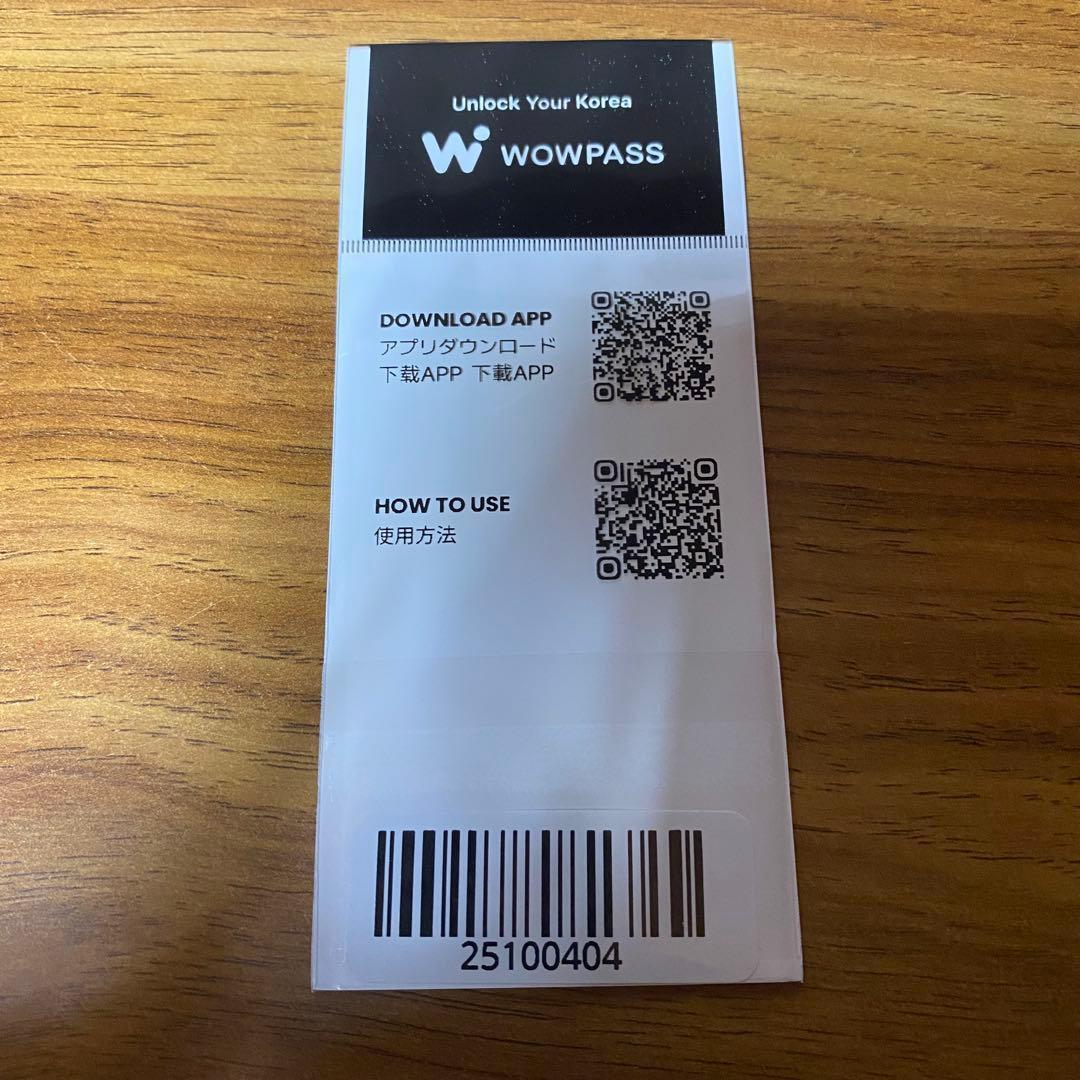 Unlock Your Korea
WOWPASS
DOWNLOAD APP
アプリダウンロード
下载APP 下載APP
HOW TO USE
使用方法
25100404